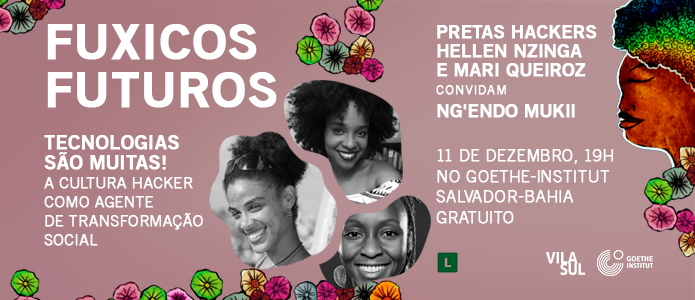 FUXICOS
FUTUROS
TECNOLOGIAS
SÃO MUITAS!
A CULTURA HACKER
COMO AGENTE
DE TRANSFORMAÇÃO
SOCIAL
PRETAS HACKERS
HELLEN NZINGA
E MARI QUEIROZ
CONVIDAM
NG'ENDO MUKII
11 DE DEZEMBRO, 19H
NO GOETHE-INSTITUT
SALVADOR-BAHIA
GRATUITO
L
VILA
SUL
GOETHE
INSTITUT